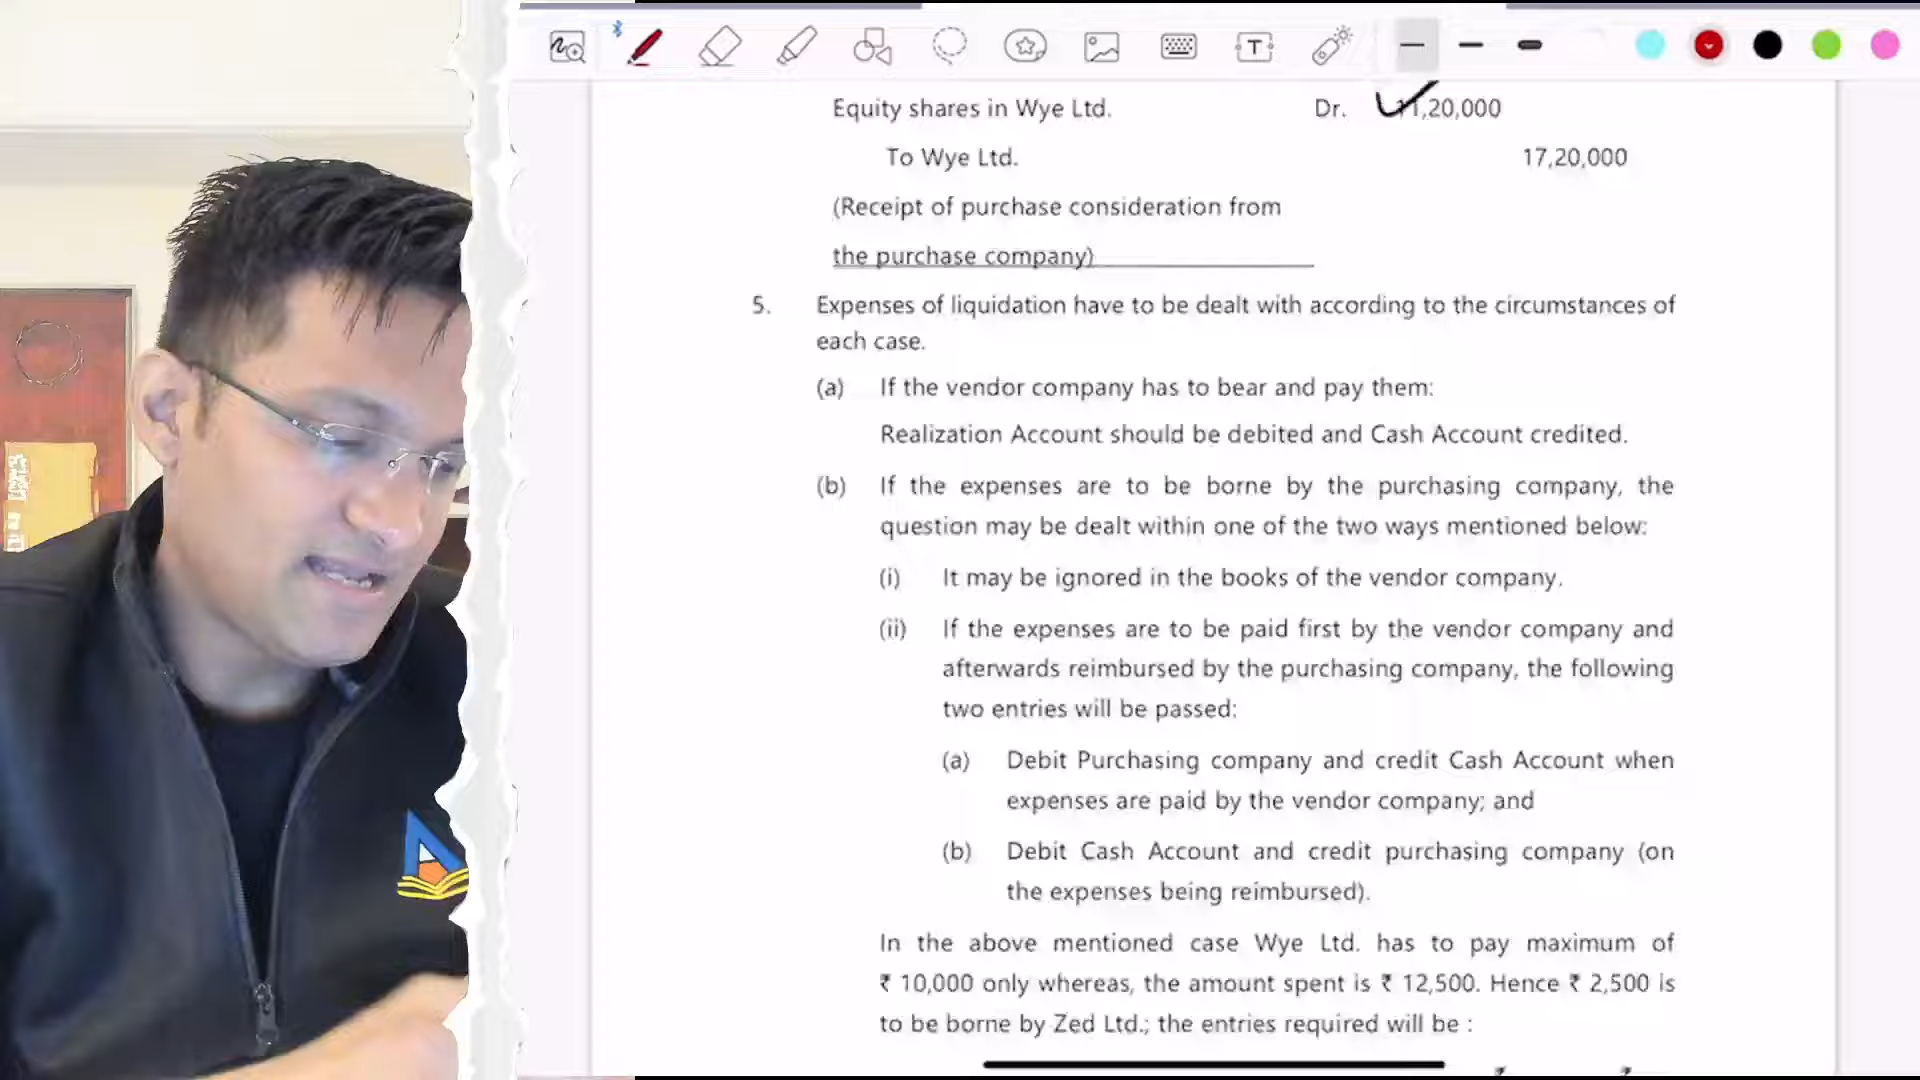 Equity shares in Wye Ltd. Dr. 11,20,000
To Wye Ltd. 17,20,000
(Receipt of purchase consideration from
the purchase company)
5. Expenses of liquidation have to be dealt with according to the circumstances of
each case.
(a) If the vendor company has to bear and pay them:
Realization Account should be debited and Cash Account credited.
(b) If the expenses are to be borne by the purchasing company, the
question may be dealt within one of the two ways mentioned below:
(i) It may be ignored in the books of the vendor company.
(ii) If the expenses are to be paid first by the vendor company and
afterwards reimbursed by the purchasing company, the following
two entries will be passed:
(a) Debit Purchasing company and credit Cash Account when
expenses are paid by the vendor company; and
(b) Debit Cash Account and credit purchasing company (on
the expenses being reimbursed).
In the above mentioned case Wye Ltd. has to pay maximum of
₹ 10,000 only whereas, the amount spent is ₹ 12,500. Hence ₹ 2,500 is
to be borne by Zed Ltd.; the entries required will be :